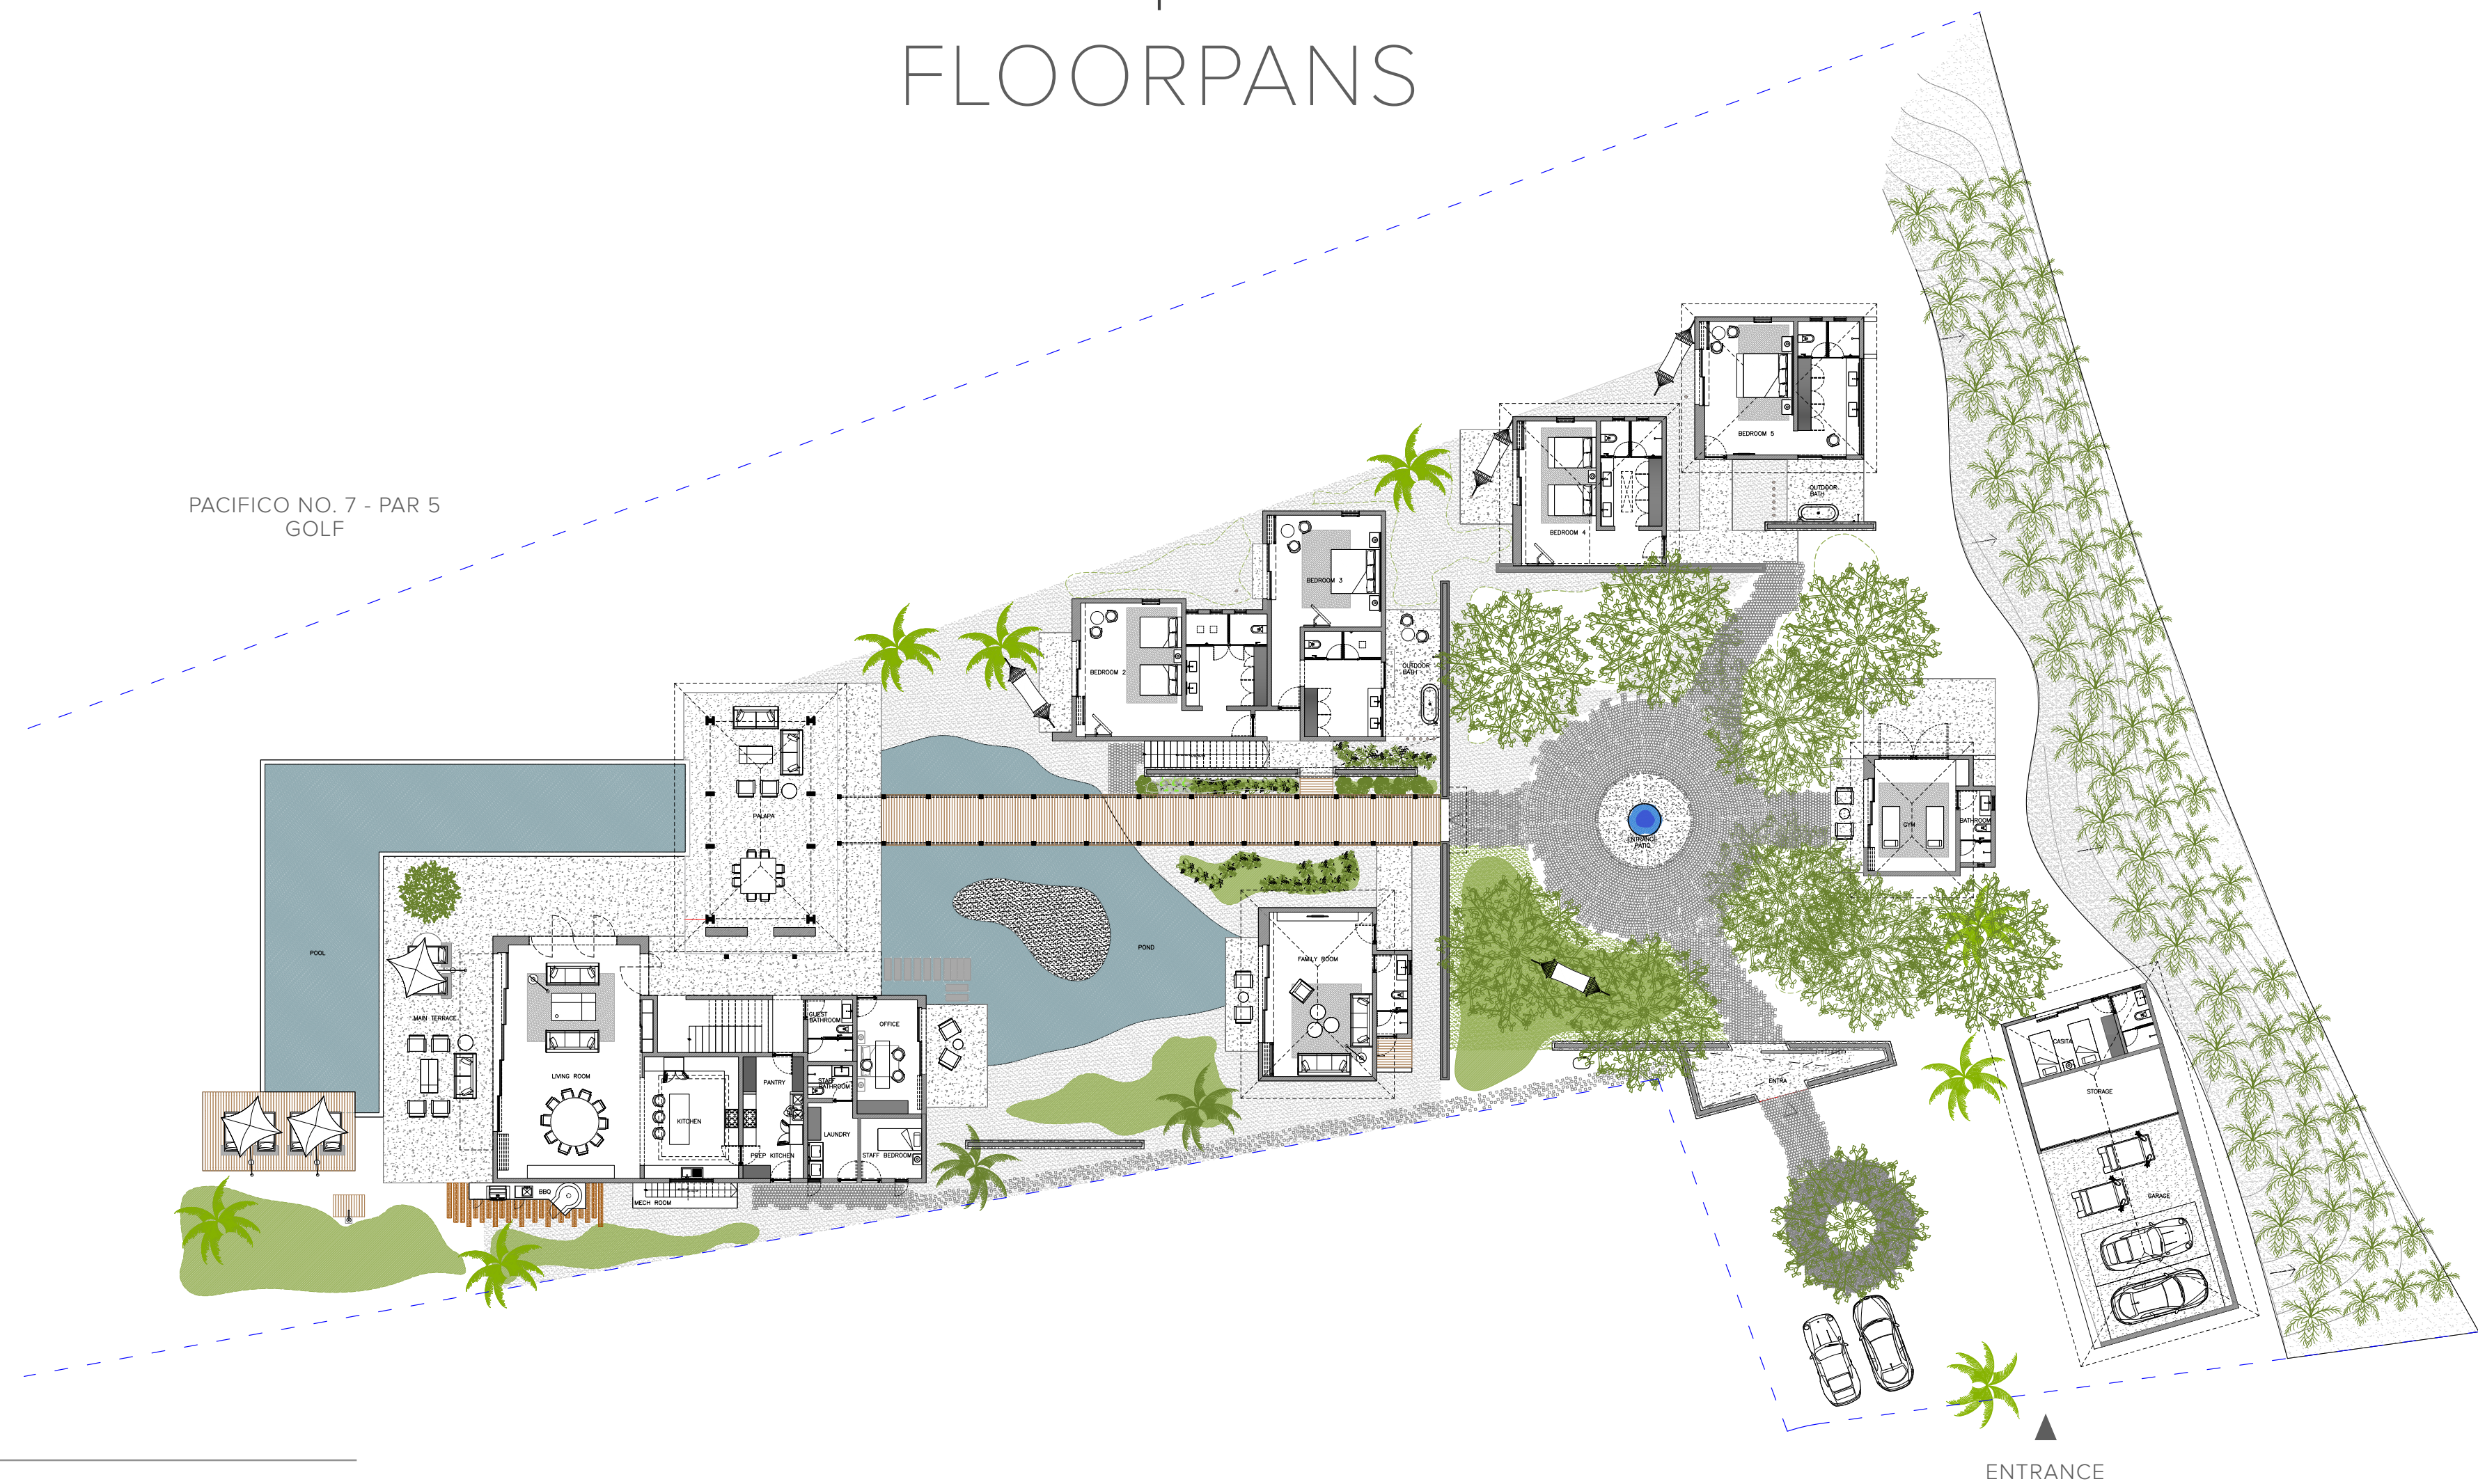 FLOORPANS
PACIFICO NO. 7 - PAR 5
GOLF
BEDROOM 5
OUTDOOR
BATH
BEDROOM 4
BEDROOM 3
BEDROOM 2
OUTDOOR
BATH
PALAPA
ENTRANCE
PATIO
GYM
BATHROOM
POOL
POND
FAMILY ROOM
MAIN TERRACE
GUEST
BATHROOM
OFFICE
LIVING ROOM
PANTRY
STAFF
BATHROOM
KITCHEN
LAUNDRY
PREP KITCHEN
STAFF BEDROOM
BBQ
MECH ROOM
CASITA
ENTRA
STORAGE
GARAGE
ENTRANCE